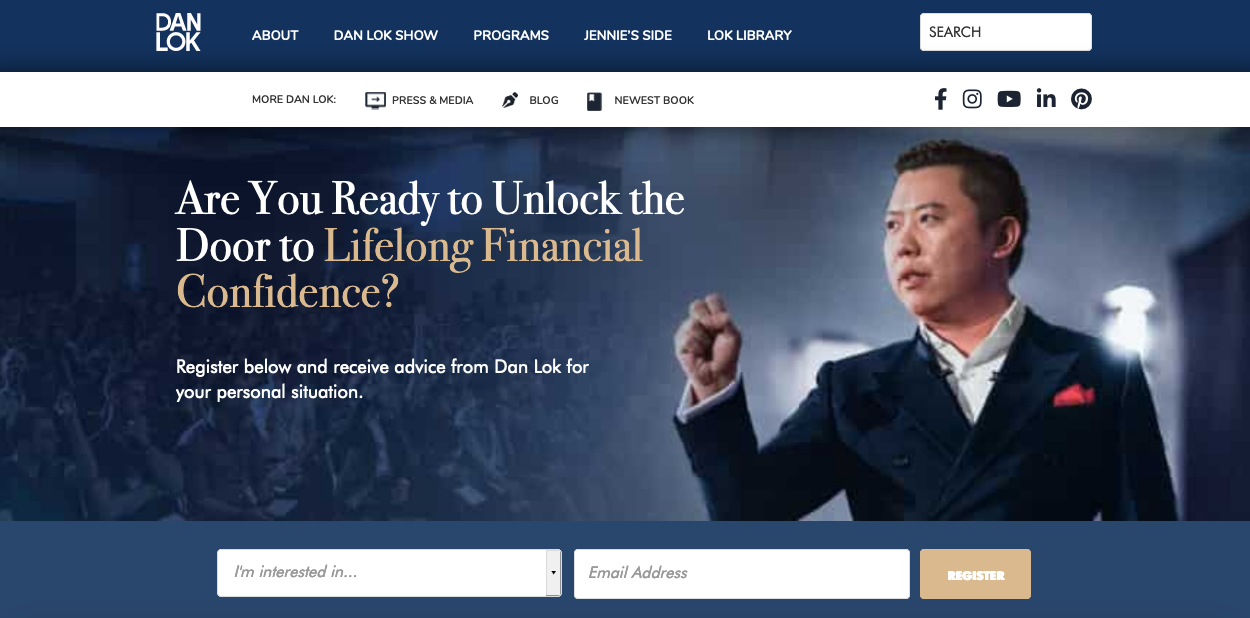 DAN
LOK
ABOUT
DAN LOK SHOW
PROGRAMS
JENNIE'S SIDE
LOK LIBRARY
SEARCH
MORE DAN LOK:
PRESS & MEDIA
BLOG
NEWEST BOOK
Are You Ready to Unlock the
Door to Lifelong Financial
Confidence?
Register below and receive advice from Dan Lok for
your personal situation.
I'm interested in...
Email Address
REGISTER